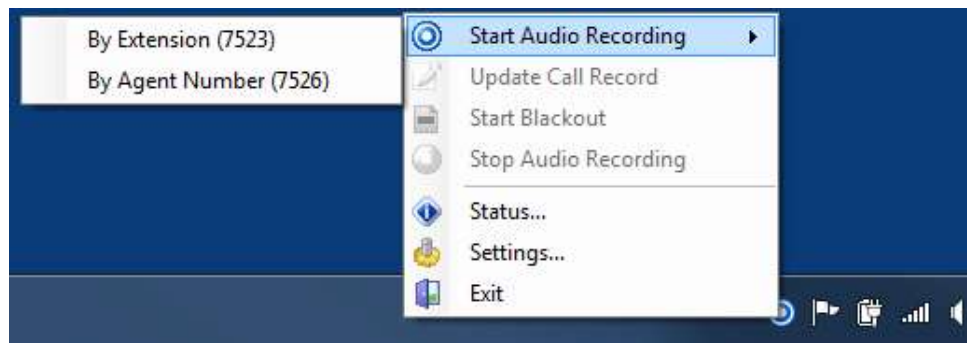 By Extension (7523)
By Agent Number (7526)
Start Audio Recording
Update Call Record
Start Blackout
Stop Audio Recording
Status...
Settings...
Exit